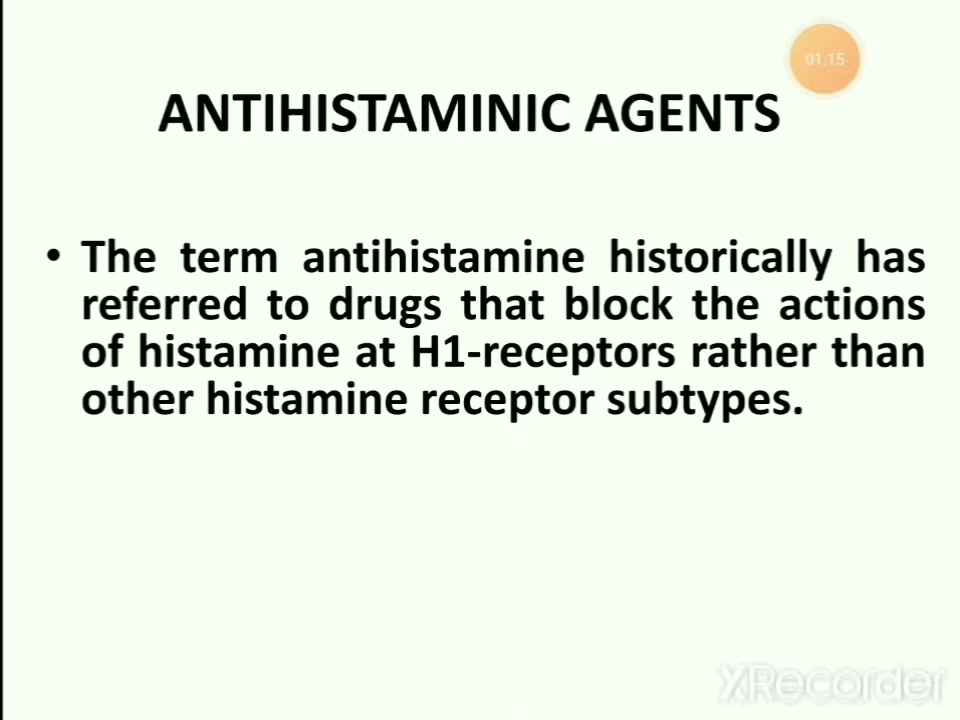 01:15
ANTIHISTAMINIC AGENTS
• The term antihistamine historically has
referred to drugs that block the actions
of histamine at H1-receptors rather than
other histamine receptor subtypes.
XRecorder